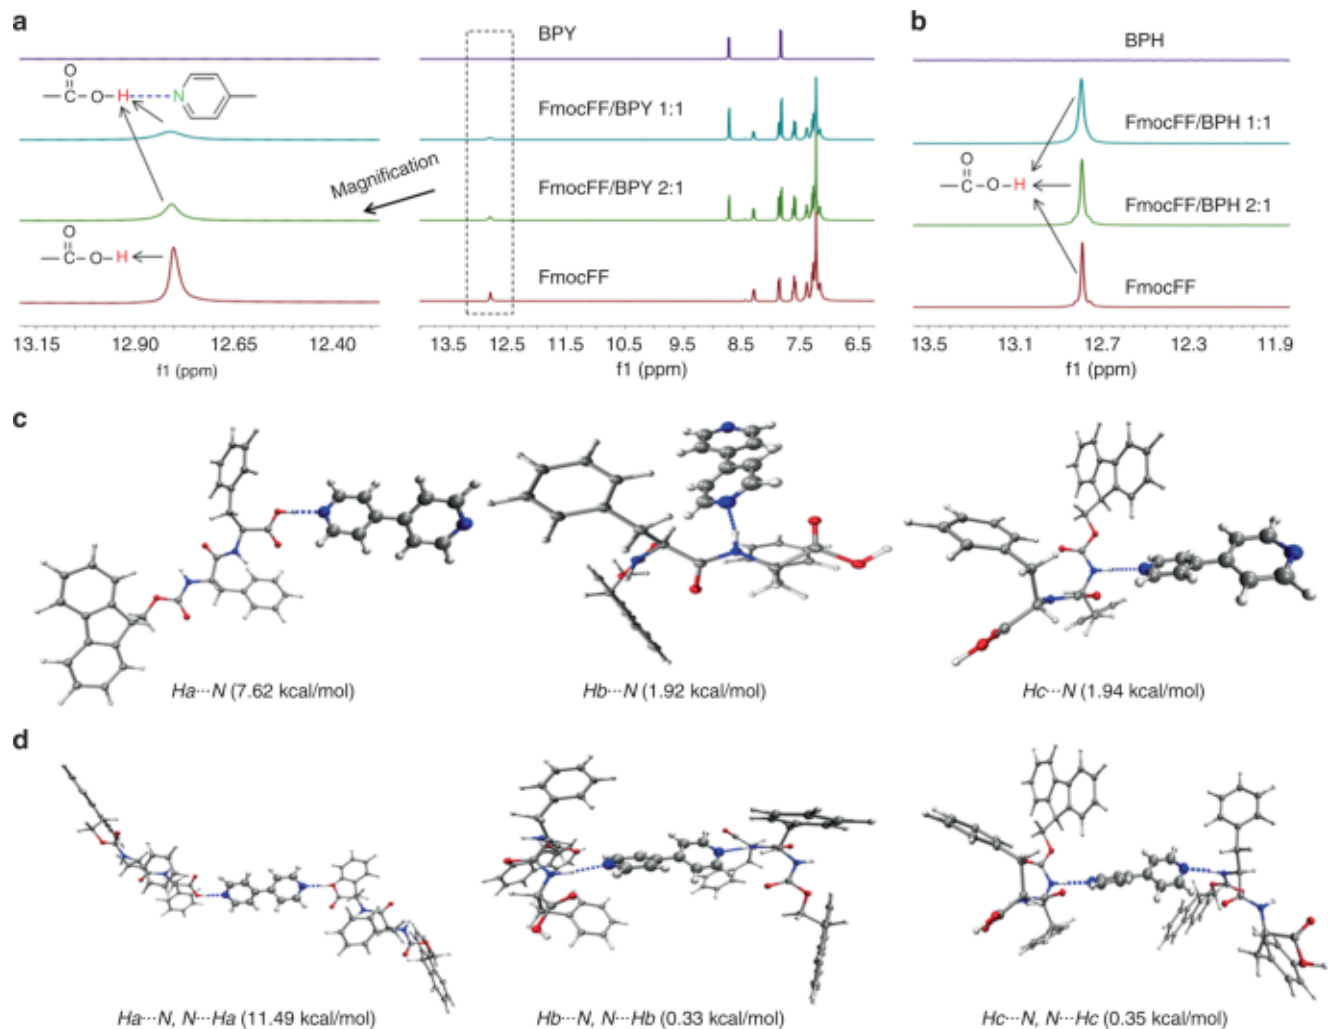 a
BPY
O
C
O
H
N
FmocFF/BPY 1:1
Magnification
FmocFF/BPY 2:1
O
C
O
H
FmocFF
13.15 12.90 12.65 12.40
f1 (ppm)
13.5 12.5 11.5 10.5 9.5 8.5 7.5 6.5
f1 (ppm)
b
BPH
FmocFF/BPH 1:1
O
C
O
H
FmocFF/BPH 2:1
FmocFF
13.5 13.1 12.7 12.3 11.9
f1 (ppm)
c
Ha···N (7.62 kcal/mol)
Hb···N (1.92 kcal/mol)
Hc···N (1.94 kcal/mol)
d
Ha···N, N···Ha (11.49 kcal/mol)
Hb···N, N···Hb (0.33 kcal/mol)
Hc···N, N···Hc (0.35 kcal/mol)